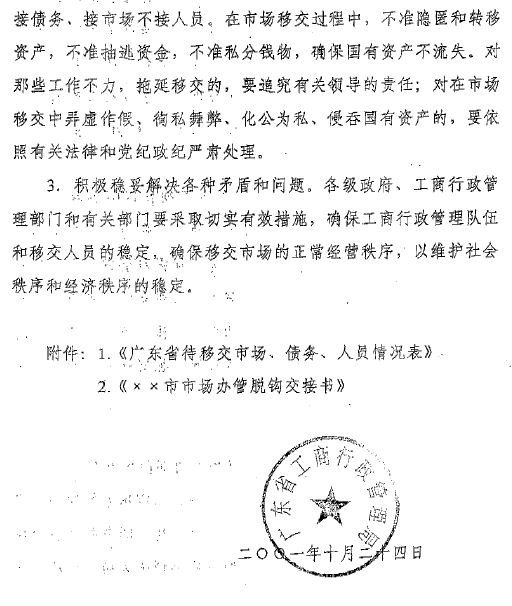 接债务、接市场不接人员。在市场移交过程中，不准隐匿和转移
资产，不准抽逃资金，不准私分钱物，确保国有资产不流失。对
那些工作不力，拖延移交的，要追究有关领导的责任；对在市场
移交中弄虚作假、徇私舞弊、化公为私、侵吞国有资产的，要依
照有关法律和党纪政纪严肃处理。
3．积极稳妥解决各种矛盾和问题。各级政府、工商行政管
理部门和有关部门要采取切实有效措施，确保工商行政管理队伍
和移交人员的稳定，确保移交市场的正常经营秩序，以维护社会
秩序和经济秩序的稳定。
附件：1.《广东省待移交市场、债务、人员情况表》
2.《××市市场办管脱钩交接书》
广东省工商行政管理局
二〇〇一年十月二十四日